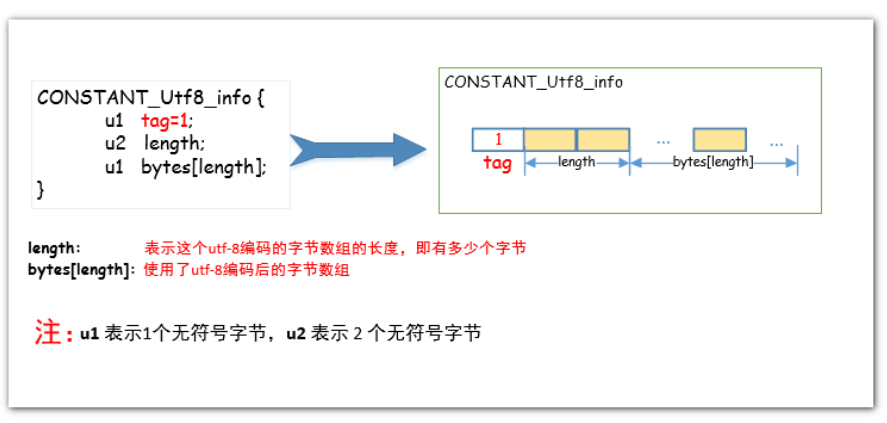 CONSTANT_Utf8_info {
u1 tag=1;
u2 length;
u1 bytes[length];
}
CONSTANT_Utf8_info
1 ... ...
tag length bytes[length]
length: 表示这个utf-8编码的字节数组的长度，即有多少个字节
bytes[length]: 使用了utf-8编码后的字节数组
注：u1 表示1个无符号字节，u2 表示 2 个无符号字节